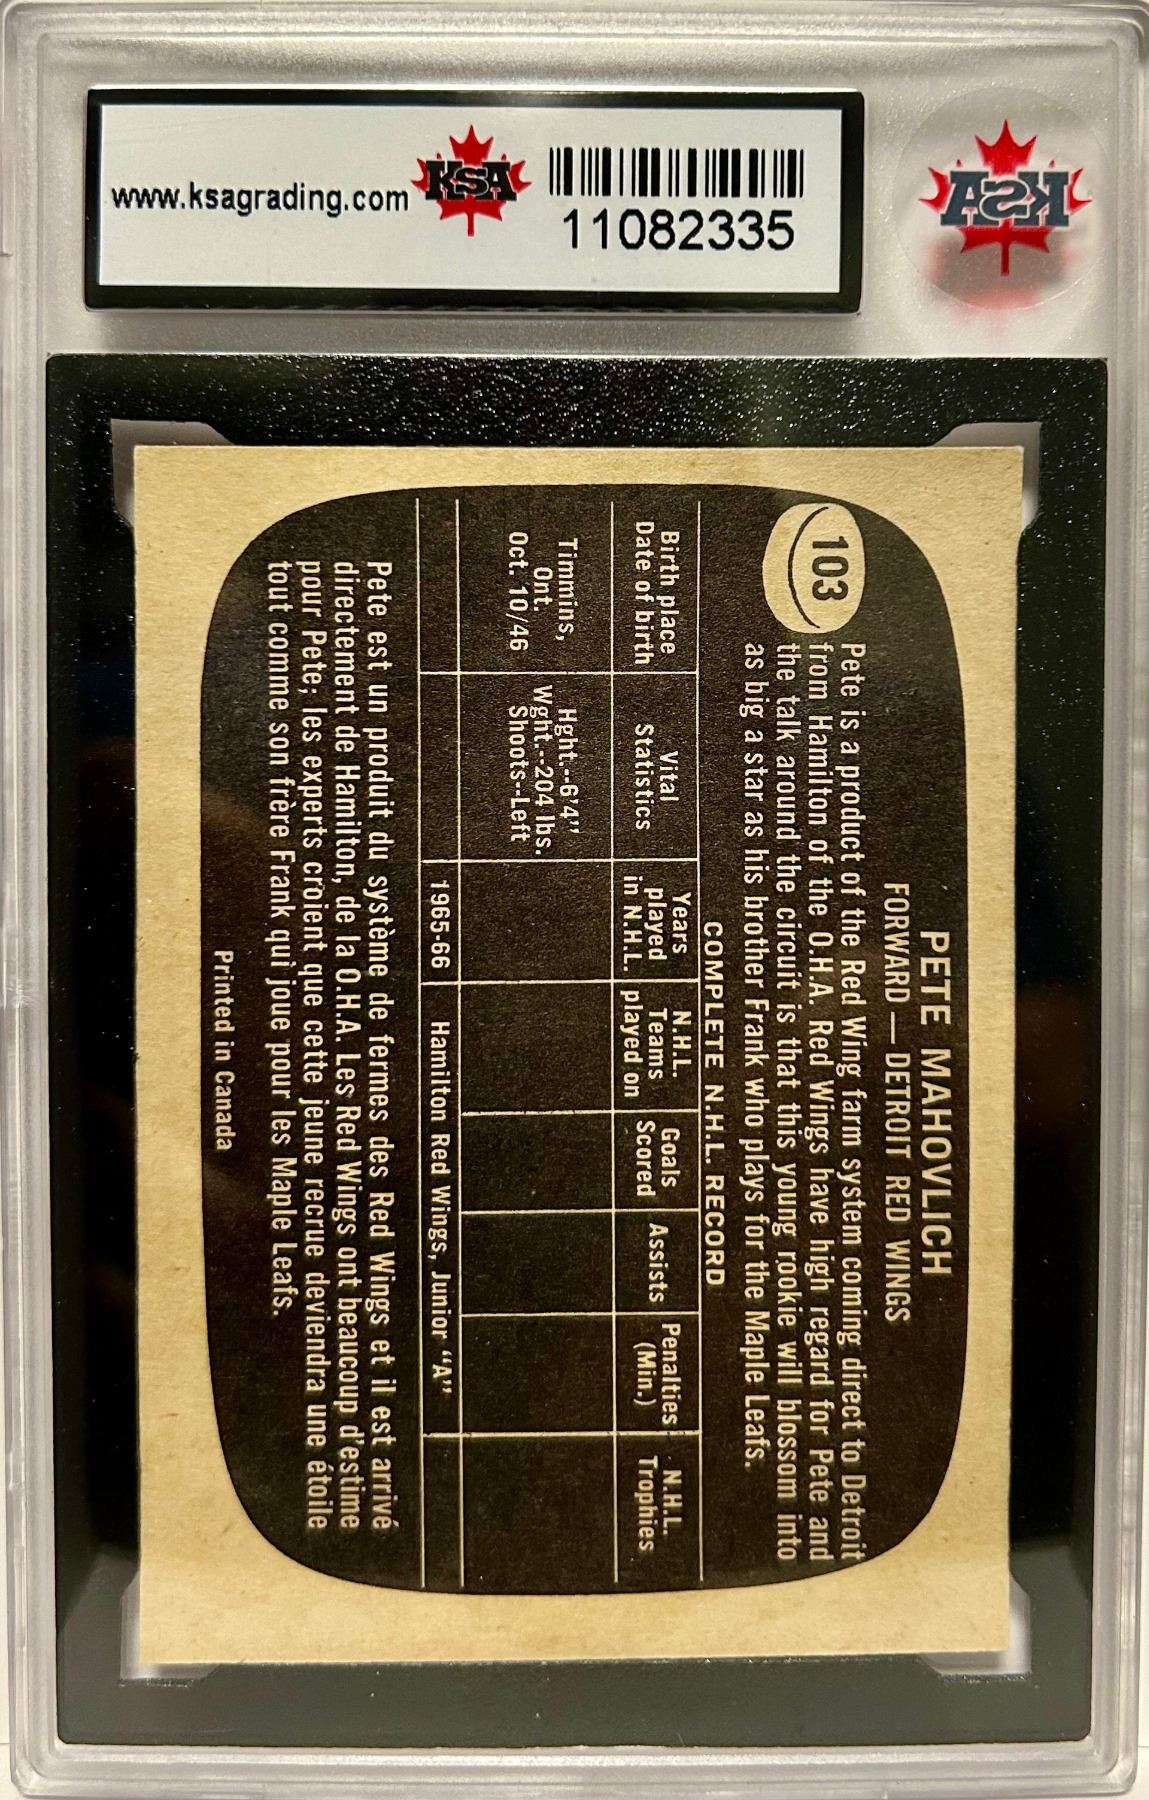 www.ksagrading.com
KSA
11082335
KSA
103
PETE MAHOVLICH
FORWARD — DETROIT RED WINGS
Pete is a product of the Red Wing farm system coming direct to Detroit
from Hamilton of the O.H.A. Red Wings have high regard for Pete and
the talk around the circuit is that this young rookie will blossom into
as big a star as his brother Frank who plays for the Maple Leafs.
COMPLETE N.H.L. RECORD
Birth place
Date of birth
Vital
Statistics
Years
played
in N.H.L.
N.H.L.
Teams
played on
Goals
Scored
Assists
Penalties
(Min.)
N.H.L.
Trophies
Timmins,
Ont.
Oct. 10/46
Hght.--6'4"
Wght.--204 lbs.
Shoots--Left
1965-66
Hamilton Red Wings, Junior "A"
Pete est un produit du système de fermes des Red Wings et il est arrivé
directement de Hamilton, de la O.H.A. Les Red Wings ont beaucoup d'estime
pour Pete; les experts croient que cette jeune recrue deviendra une étoile
tout comme son frère Frank qui joue pour les Maple Leafs.
Printed in Canada